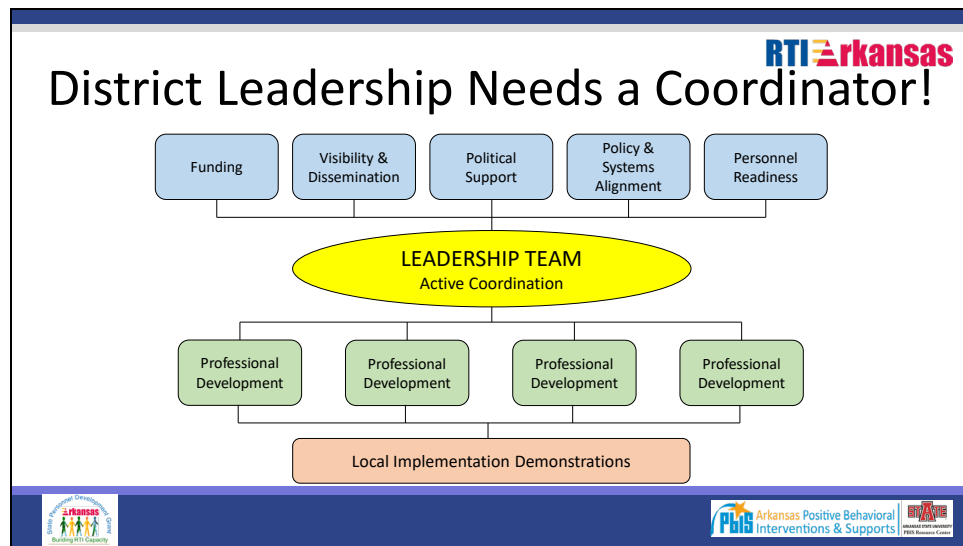 RTI Arkansas
District Leadership Needs a Coordinator!
Funding
Visibility &
Dissemination
Political
Support
Policy &
Systems
Alignment
Personnel
Readiness
LEADERSHIP TEAM
Active Coordination
Professional
Development
Professional
Development
Professional
Development
Professional
Development
Local Implementation Demonstrations
State Personnel Development Grant
Arkansas
Building RTI Capacity
PBIS
Arkansas Positive Behavioral
Interventions & Supports
STATE
ARKANSAS STATE UNIVERSITY
PBIS Resource Center